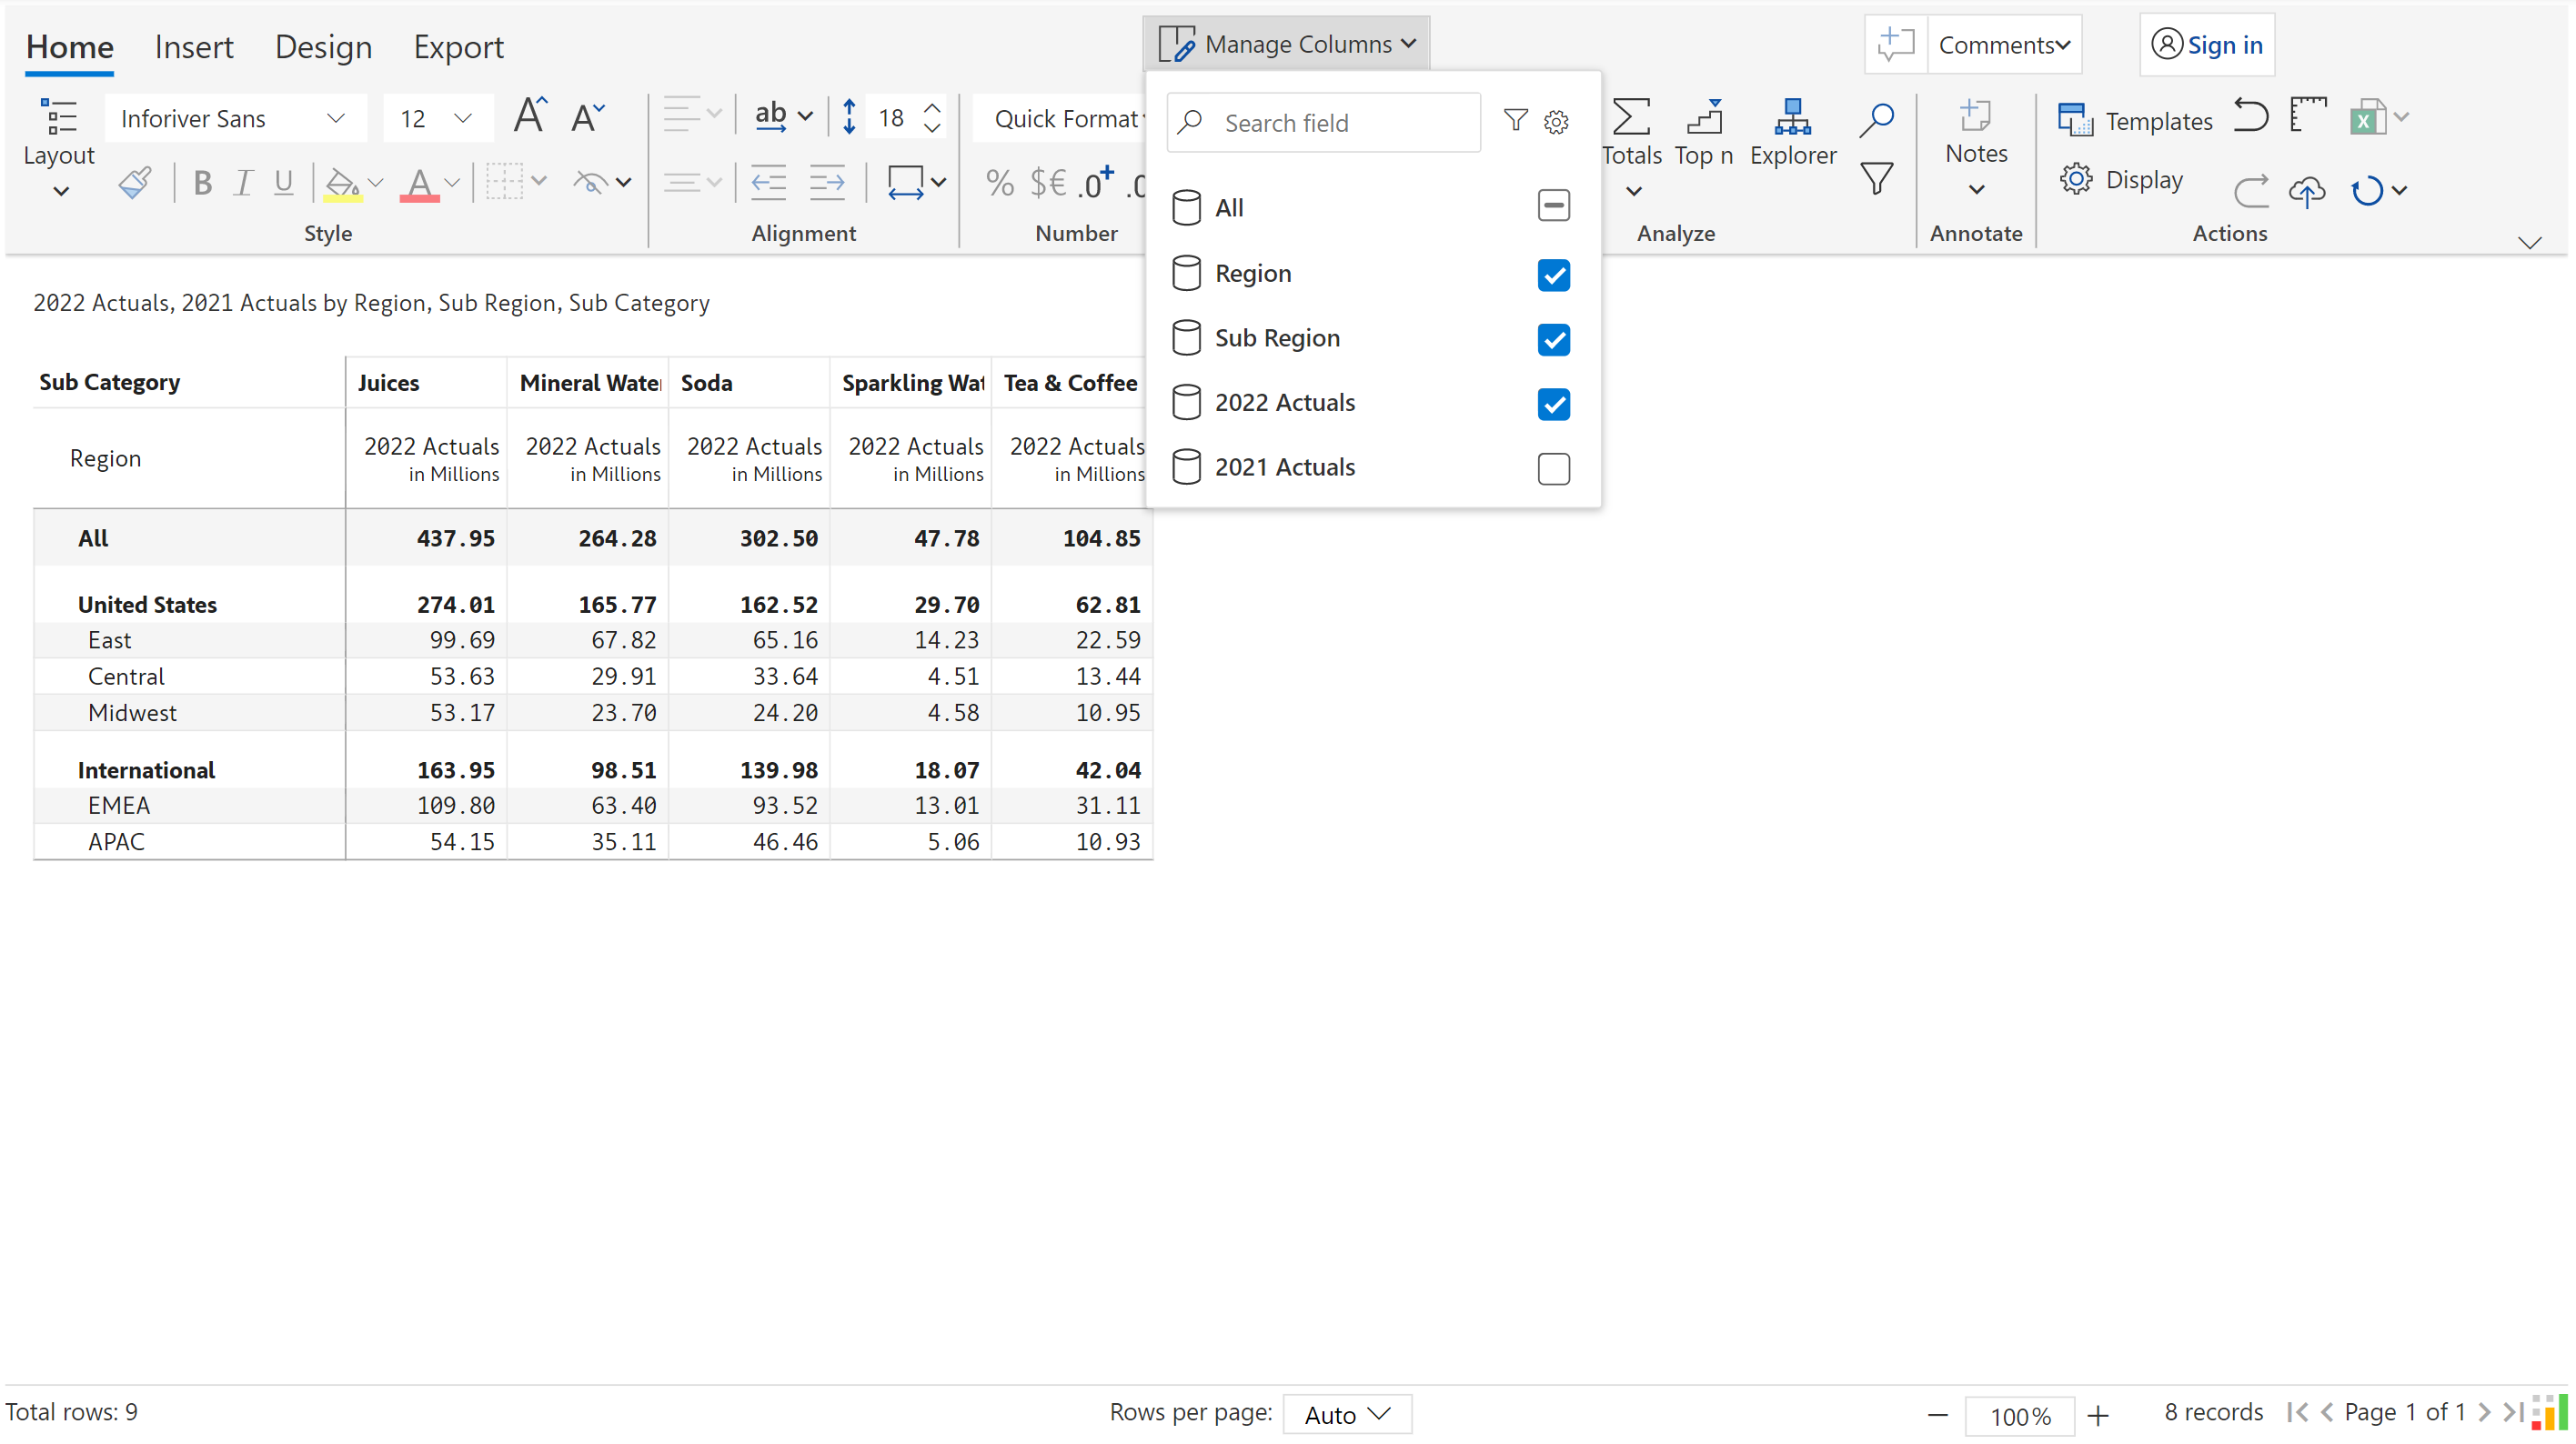 Home Insert Design Export Manage Columns Comments Sign in
Inforiver Sans 12 ab 18 Quick Format Search field Totals Top n Explorer Notes Templates
Layout B I U A % $€ .0+ .0 Display
Style Alignment Number Analyze Annotate Actions
All
Region
Sub Region
2022 Actuals
2021 Actuals
2022 Actuals, 2021 Actuals by Region, Sub Region, Sub Category
Sub Category Juices Mineral Wate Soda Sparkling Wat Tea & Coffee
Region 2022 Actuals 2022 Actuals 2022 Actuals 2022 Actuals 2022 Actuals
in Millions in Millions in Millions in Millions in Millions
All 437.95 264.28 302.50 47.78 104.85
United States 274.01 165.77 162.52 29.70 62.81
East 99.69 67.82 65.16 14.23 22.59
Central 53.63 29.91 33.64 4.51 13.44
Midwest 53.17 23.70 24.20 4.58 10.95
International 163.95 98.51 139.98 18.07 42.04
EMEA 109.80 63.40 93.52 13.01 31.11
APAC 54.15 35.11 46.46 5.06 10.93
Total rows: 9 Rows per page: Auto 100% 8 records Page 1 of 1